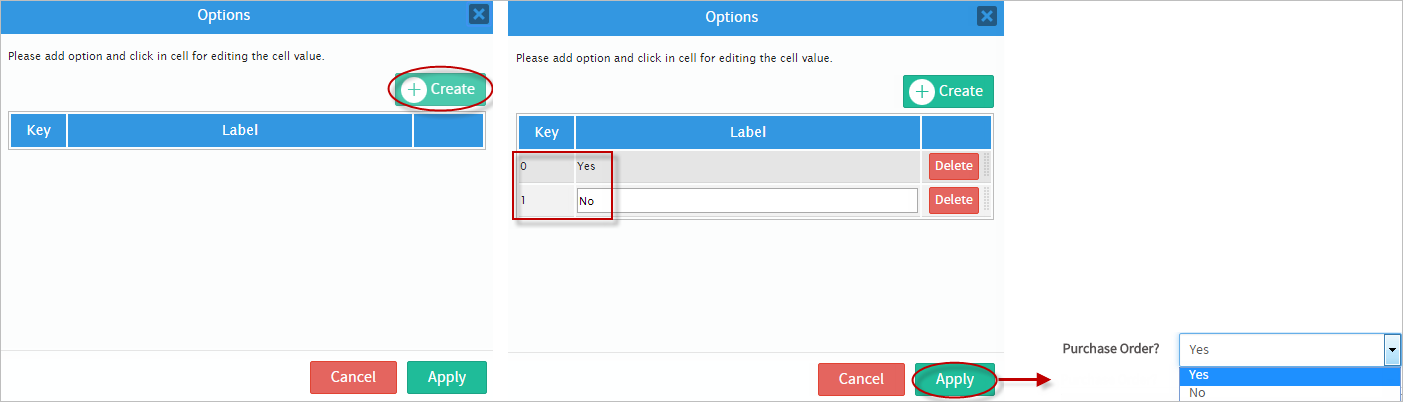 Options
Please add option and click in cell for editing the cell value.
Create
Key Label
Cancel Apply
Options
Please add option and click in cell for editing the cell value.
Create
Key Label
0 Yes Delete
1 No Delete
Cancel Apply
Purchase Order? Yes
Yes
No